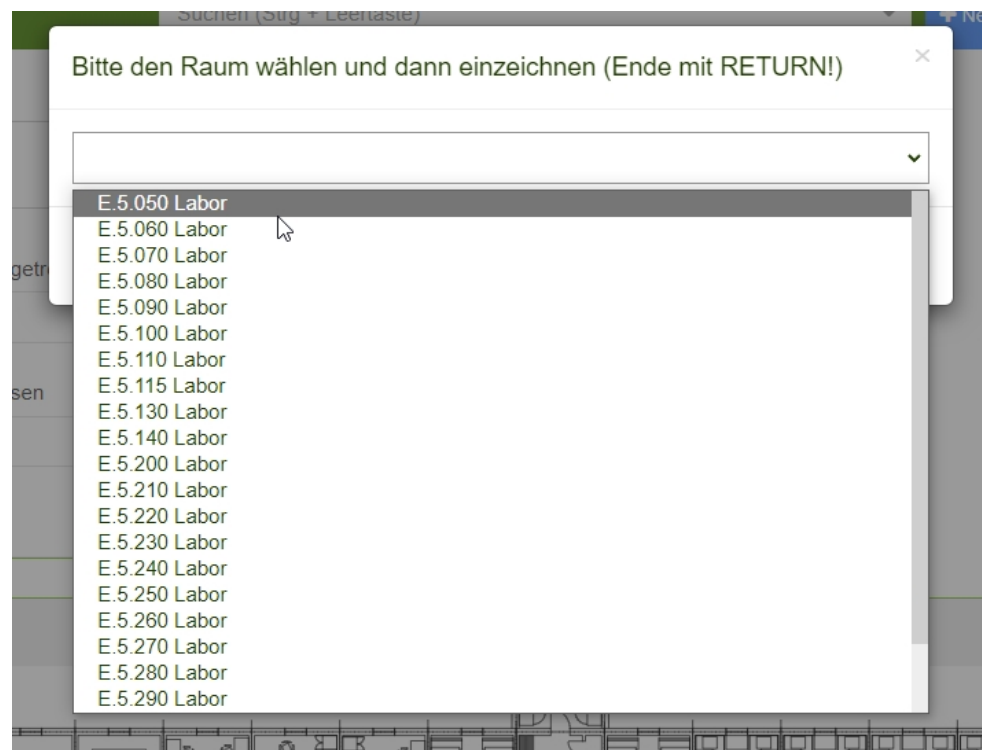 Suchen (Strg + Leertaste)
Ne
Bitte den Raum wählen und dann einzeichnen (Ende mit RETURN!)
×
getr
sen
E.5.050 Labor
E.5.060 Labor
E.5.070 Labor
E.5.080 Labor
E.5.090 Labor
E.5.100 Labor
E.5.110 Labor
E.5.115 Labor
E.5.130 Labor
E.5.140 Labor
E.5.200 Labor
E.5.210 Labor
E.5.220 Labor
E.5.230 Labor
E.5.240 Labor
E.5.250 Labor
E.5.260 Labor
E.5.270 Labor
E.5.280 Labor
E.5.290 Labor